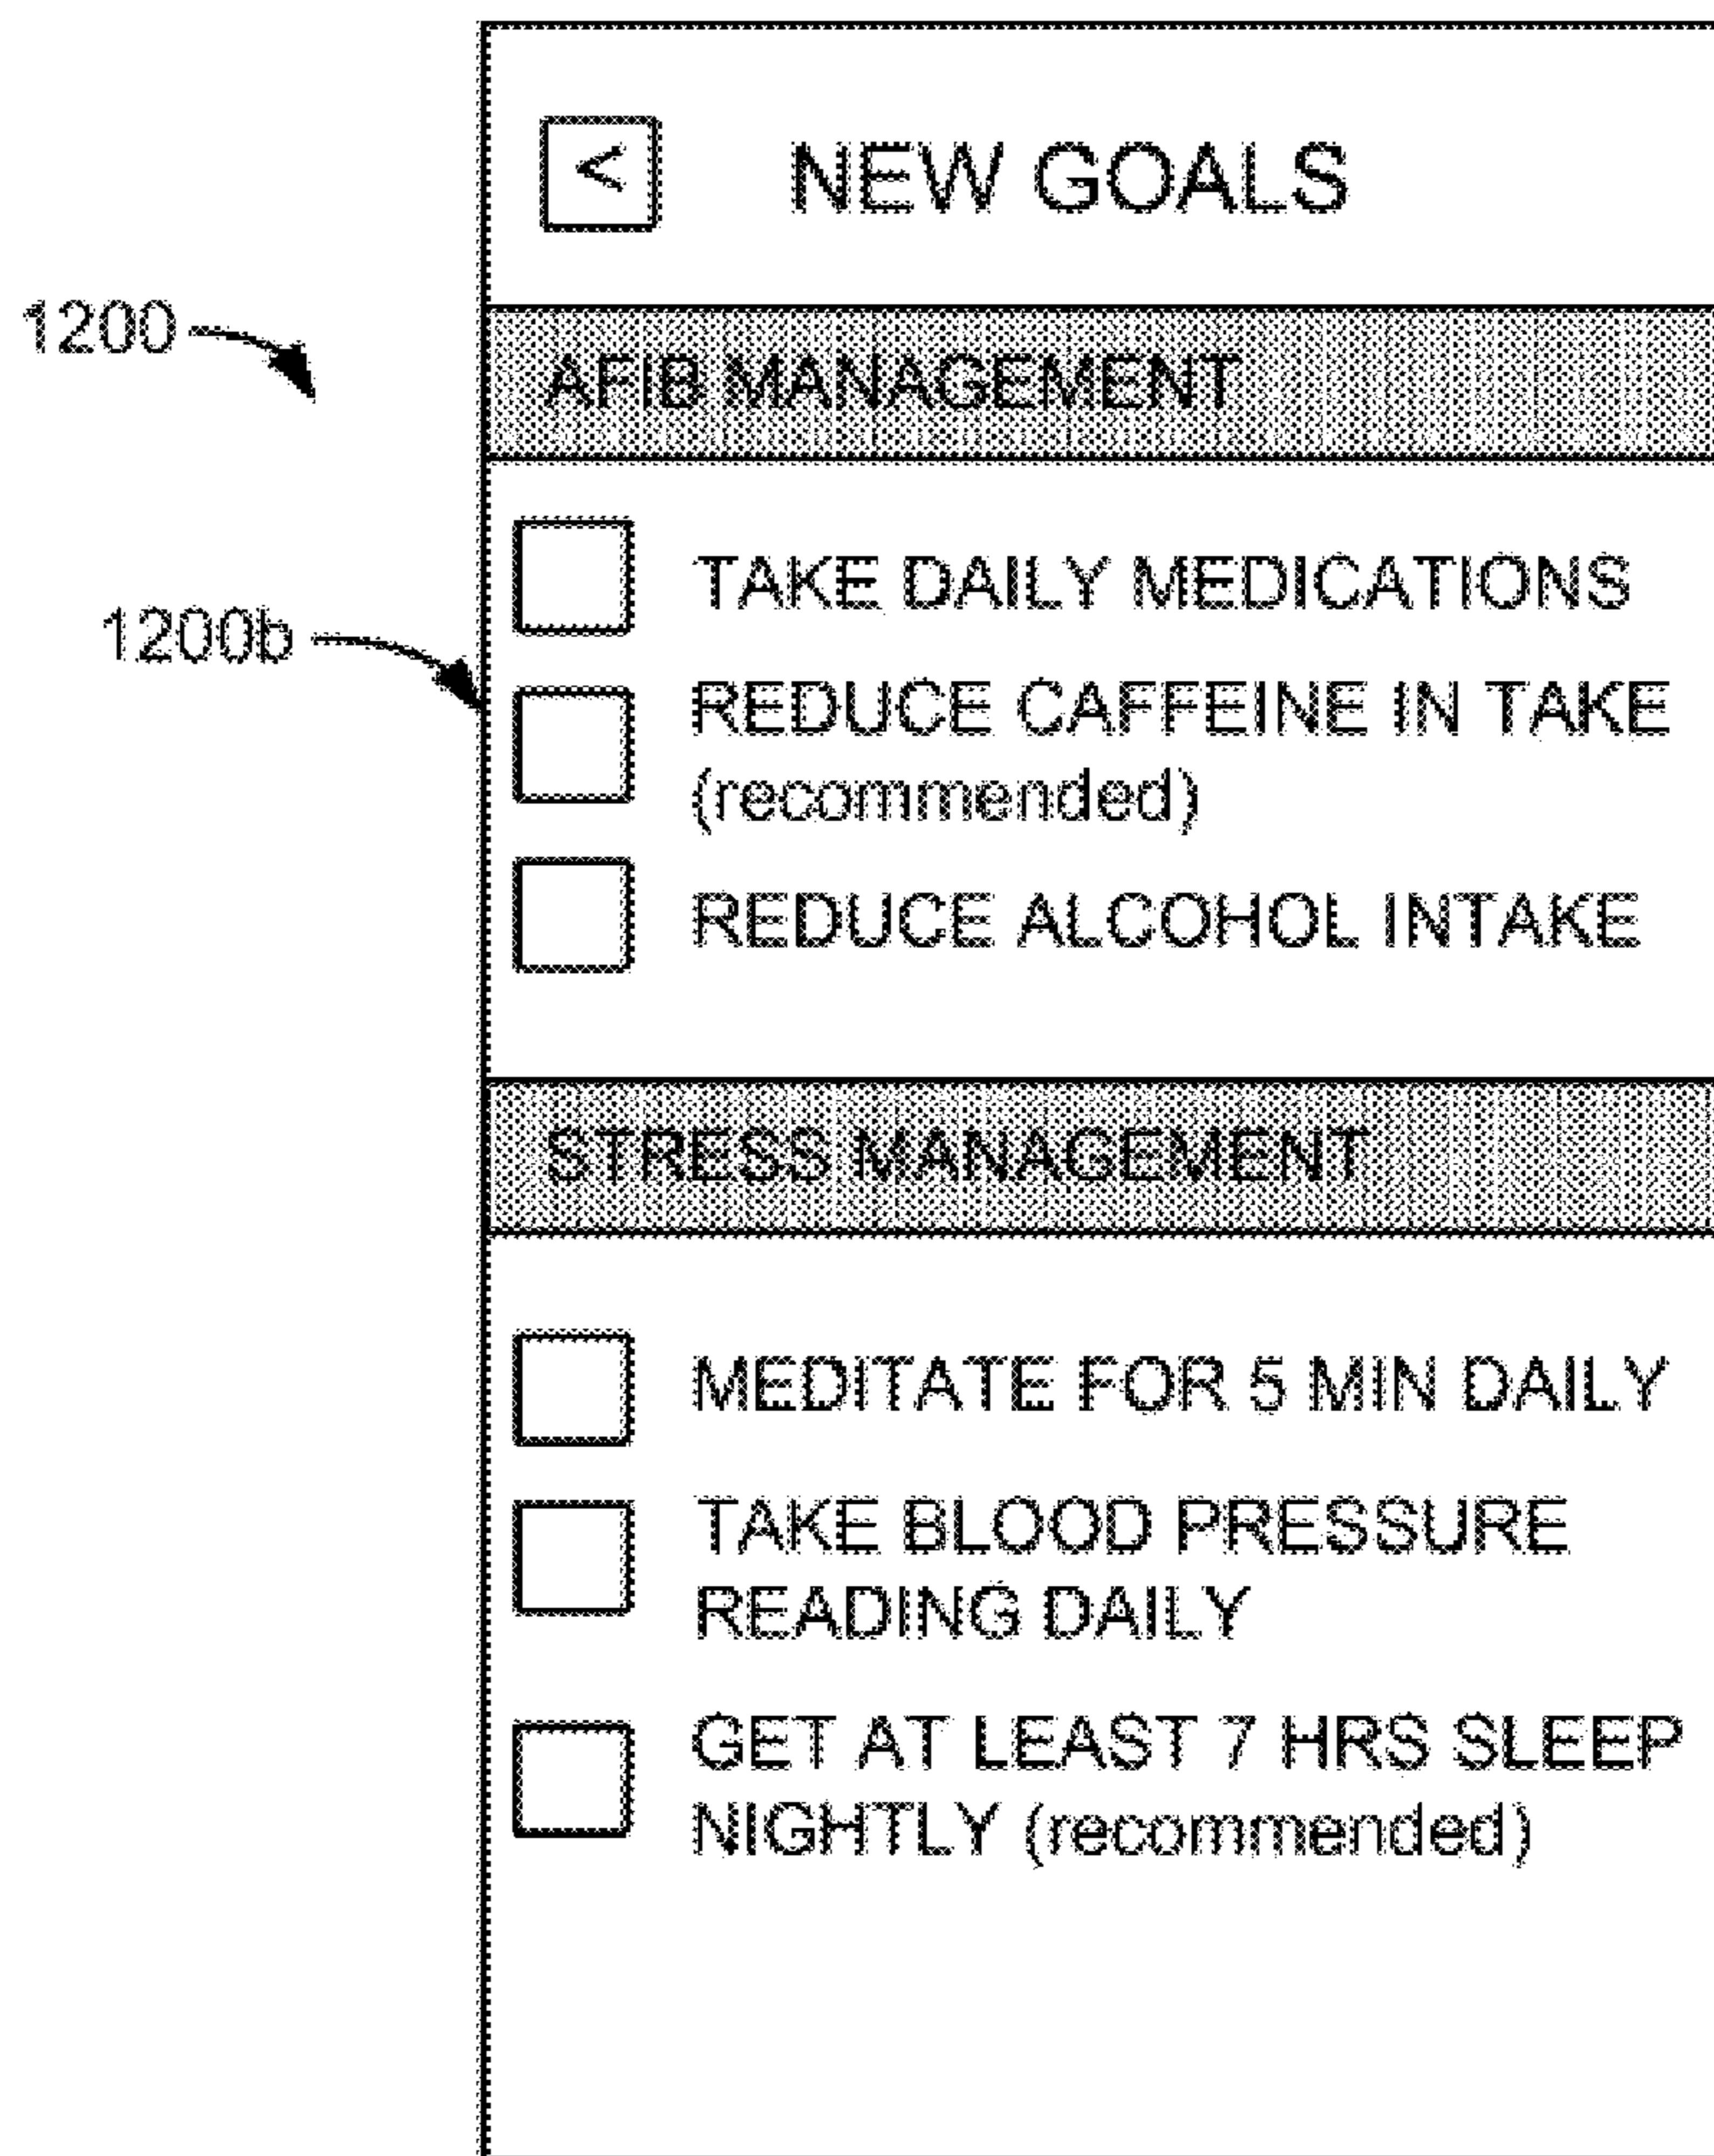 < NEW GOALS
1200
AFIB MANAGEMENT
TAKE DAILY MEDICATIONS
1200b
REDUCE CAFFEINE IN TAKE
(recommended)
REDUCE ALCOHOL INTAKE
STRESS MANAGEMENT
MEDITATE FOR 5 MIN DAILY
TAKE BLOOD PRESSURE
READING DAILY
GET AT LEAST 7 HRS SLEEP
NIGHTLY (recommended)